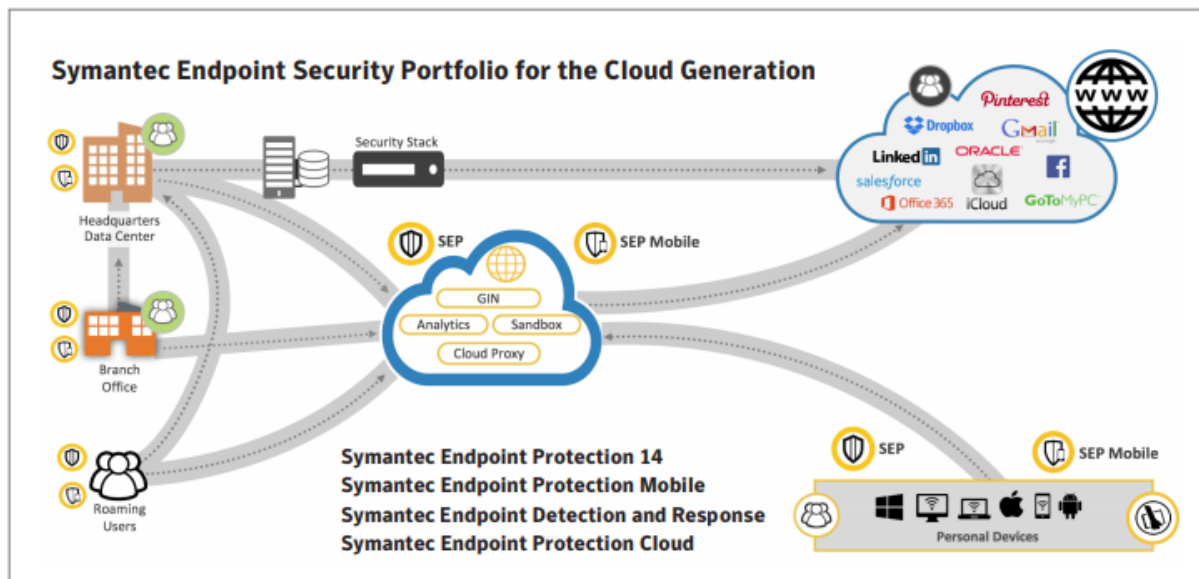 Symantec Endpoint Security Portfolio for the Cloud Generation
Security Stack
Headquarters
Data Center
Branch
Office
Roaming
Users
SEP
SEP Mobile
GIN
Analytics
Sandbox
Cloud Proxy
Pinterest
WWW
Dropbox
GMail
LinkedIn
ORACLE
salesforce
Office 365
iCloud
GoToMyPC
Symantec Endpoint Protection 14
Symantec Endpoint Protection Mobile
Symantec Endpoint Detection and Response
Symantec Endpoint Protection Cloud
SEP
SEP Mobile
Personal Devices